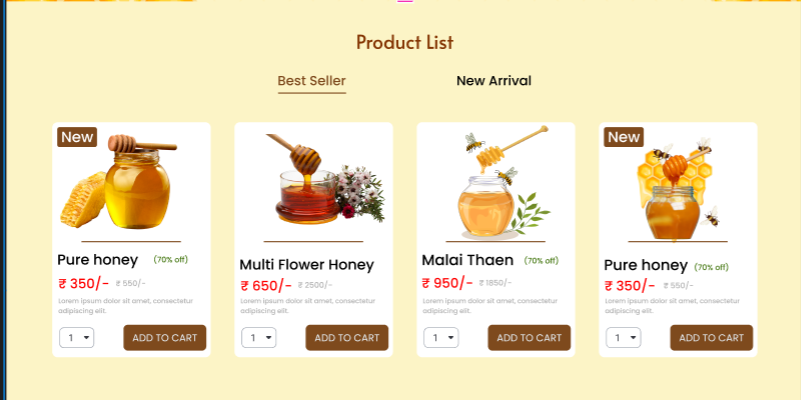 Product List
Best Seller
New Arrival
New
Pure honey (70% off)
₹ 350/- ₹ 550/-
Lorem ipsum dolor sit amet, consectetur
adipiscing elit.
1 ADD TO CART
Multi Flower Honey
₹ 650/- ₹ 2500/-
Lorem ipsum dolor sit amet, consectetur
adipiscing elit.
1 ADD TO CART
Malai Thaen (70% off)
₹ 950/- ₹ 1850/-
Lorem ipsum dolor sit amet, consectetur
adipiscing elit.
1 ADD TO CART
New
Pure honey (70% off)
₹ 350/- ₹ 550/-
Lorem ipsum dolor sit amet, consectetur
adipiscing elit.
1 ADD TO CART